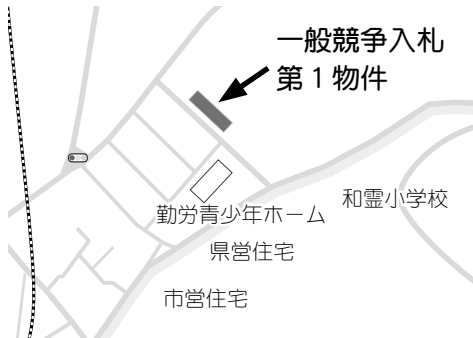 一般競争入札
第1物件
和霊小学校
勤労青少年ホーム
県営住宅
市営住宅